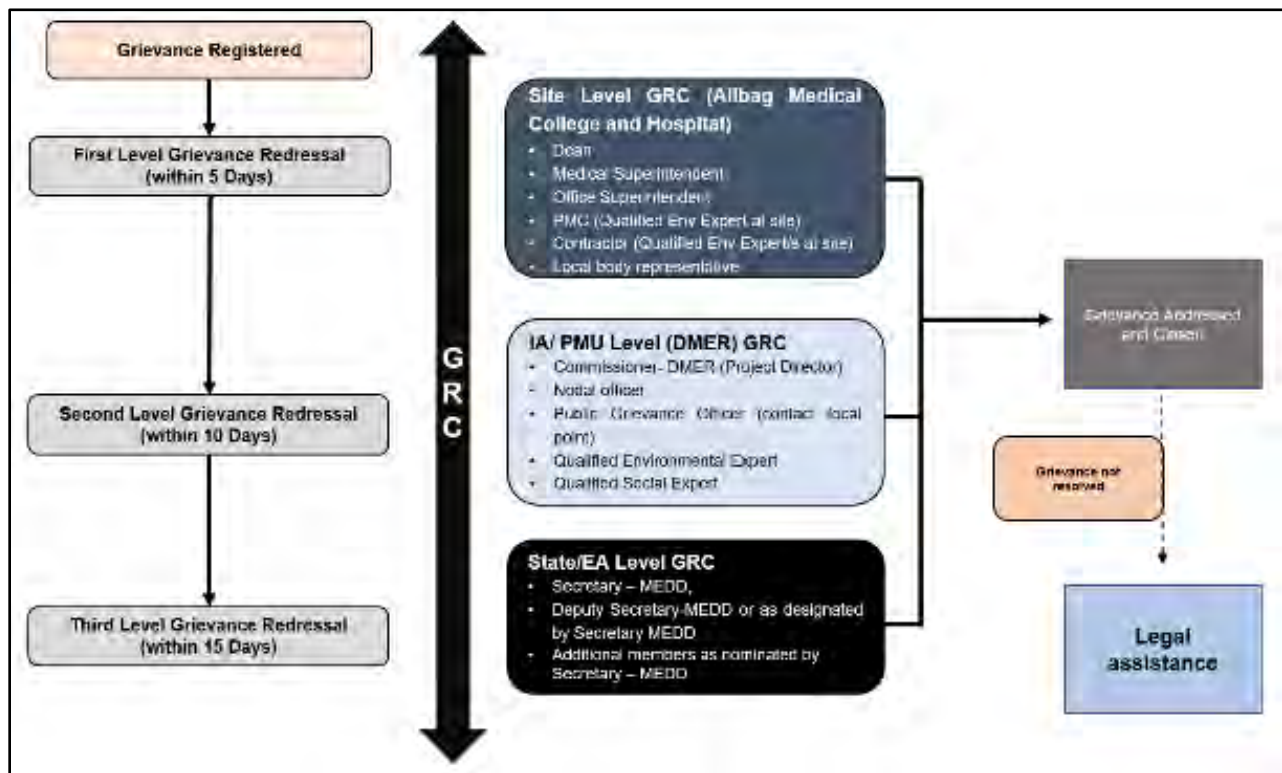 Grievance Registered
First Level Grievance Redressal
(within 5 Days)
Second Level Grievance Redressal
(within 10 Days)
Third Level Grievance Redressal
(within 15 Days)
G
R
C
Site Level GRC (Alibag Medical
College and Hospital)
• Dean
• Medical Superintendent
• Office Superintendent
• PMC (Qualified Env Expert at site)
• Contractor (Qualified Env Expert/s at site)
• Local body representative
IA/ PMU Level (DMER) GRC
• Commissioner- DMER (Project Director)
• Nodal officer
• Public Grievance Officer (contact focal
point)
• Qualified Environmental Expert
• Qualified Social Expert
State/EA Level GRC
• Secretary – MEDD,
• Deputy Secretary-MEDD or as designated
by Secretary MEDD
• Additional members as nominated by
Secretary – MEDD
Grievance Addressed
and Closed
Grievance not
resolved
Legal
assistance